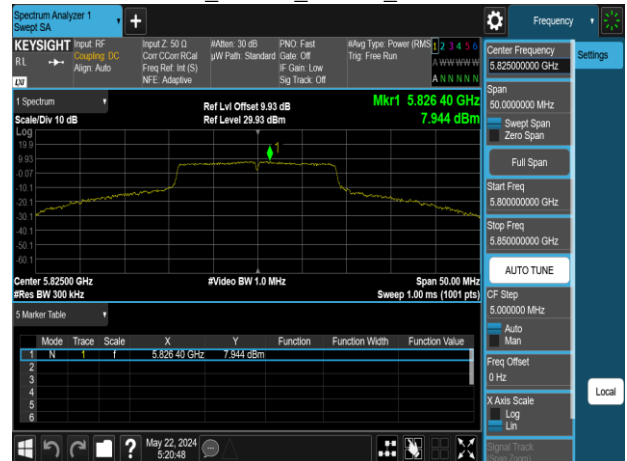 Spectrum Analyzer 1
Swept SA
+
Frequency
KEYSIGHT
RL
Align: Auto
LXI
Input: RF
Coupling: DC
Input Z: 50 Ω
Corr CCorr RCal
Freq Ref: Int (S)
NFE: Adaptive
#Atten: 30 dB
µW Path: Standard
PNO: Fast
Gate: Off
IF Gain: Low
Sig Track: Off
#Avg Type: Power (RMS
Trig: Free Run
1 2 3 4 5 6
A W W W W W
A N N N N N
1 Spectrum
Scale/Div 10 dB
Log
Ref Lvl Offset 9.93 dB
Ref Level 29.93 dBm
Mkr1 5.826 40 GHz
7.944 dBm
19.9
9.93
-0.07
-10.1
-20.1
-30.1
-40.1
-50.1
-60.1
1
Center 5.82500 GHz
#Res BW 300 kHz
#Video BW 1.0 MHz
Span 50.00 MHz
Sweep 1.00 ms (1001 pts)
5 Marker Table
Mode Trace Scale X Y Function Function Width Function Value
1 N 1 f 5.826 40 GHz 7.944 dBm
2
3
4
5
6
?
May 22, 2024
5:20:48
Center Frequency
5.825000000 GHz
Span
50.0000000 MHz
Swept Span
Zero Span
Full Span
Start Freq
5.800000000 GHz
Stop Freq
5.850000000 GHz
AUTO TUNE
CF Step
5.000000 MHz
Auto
Man
Freq Offset
0 Hz
X Axis Scale
Log
Lin
Signal Track
(Span Zoom)
Settings
Local